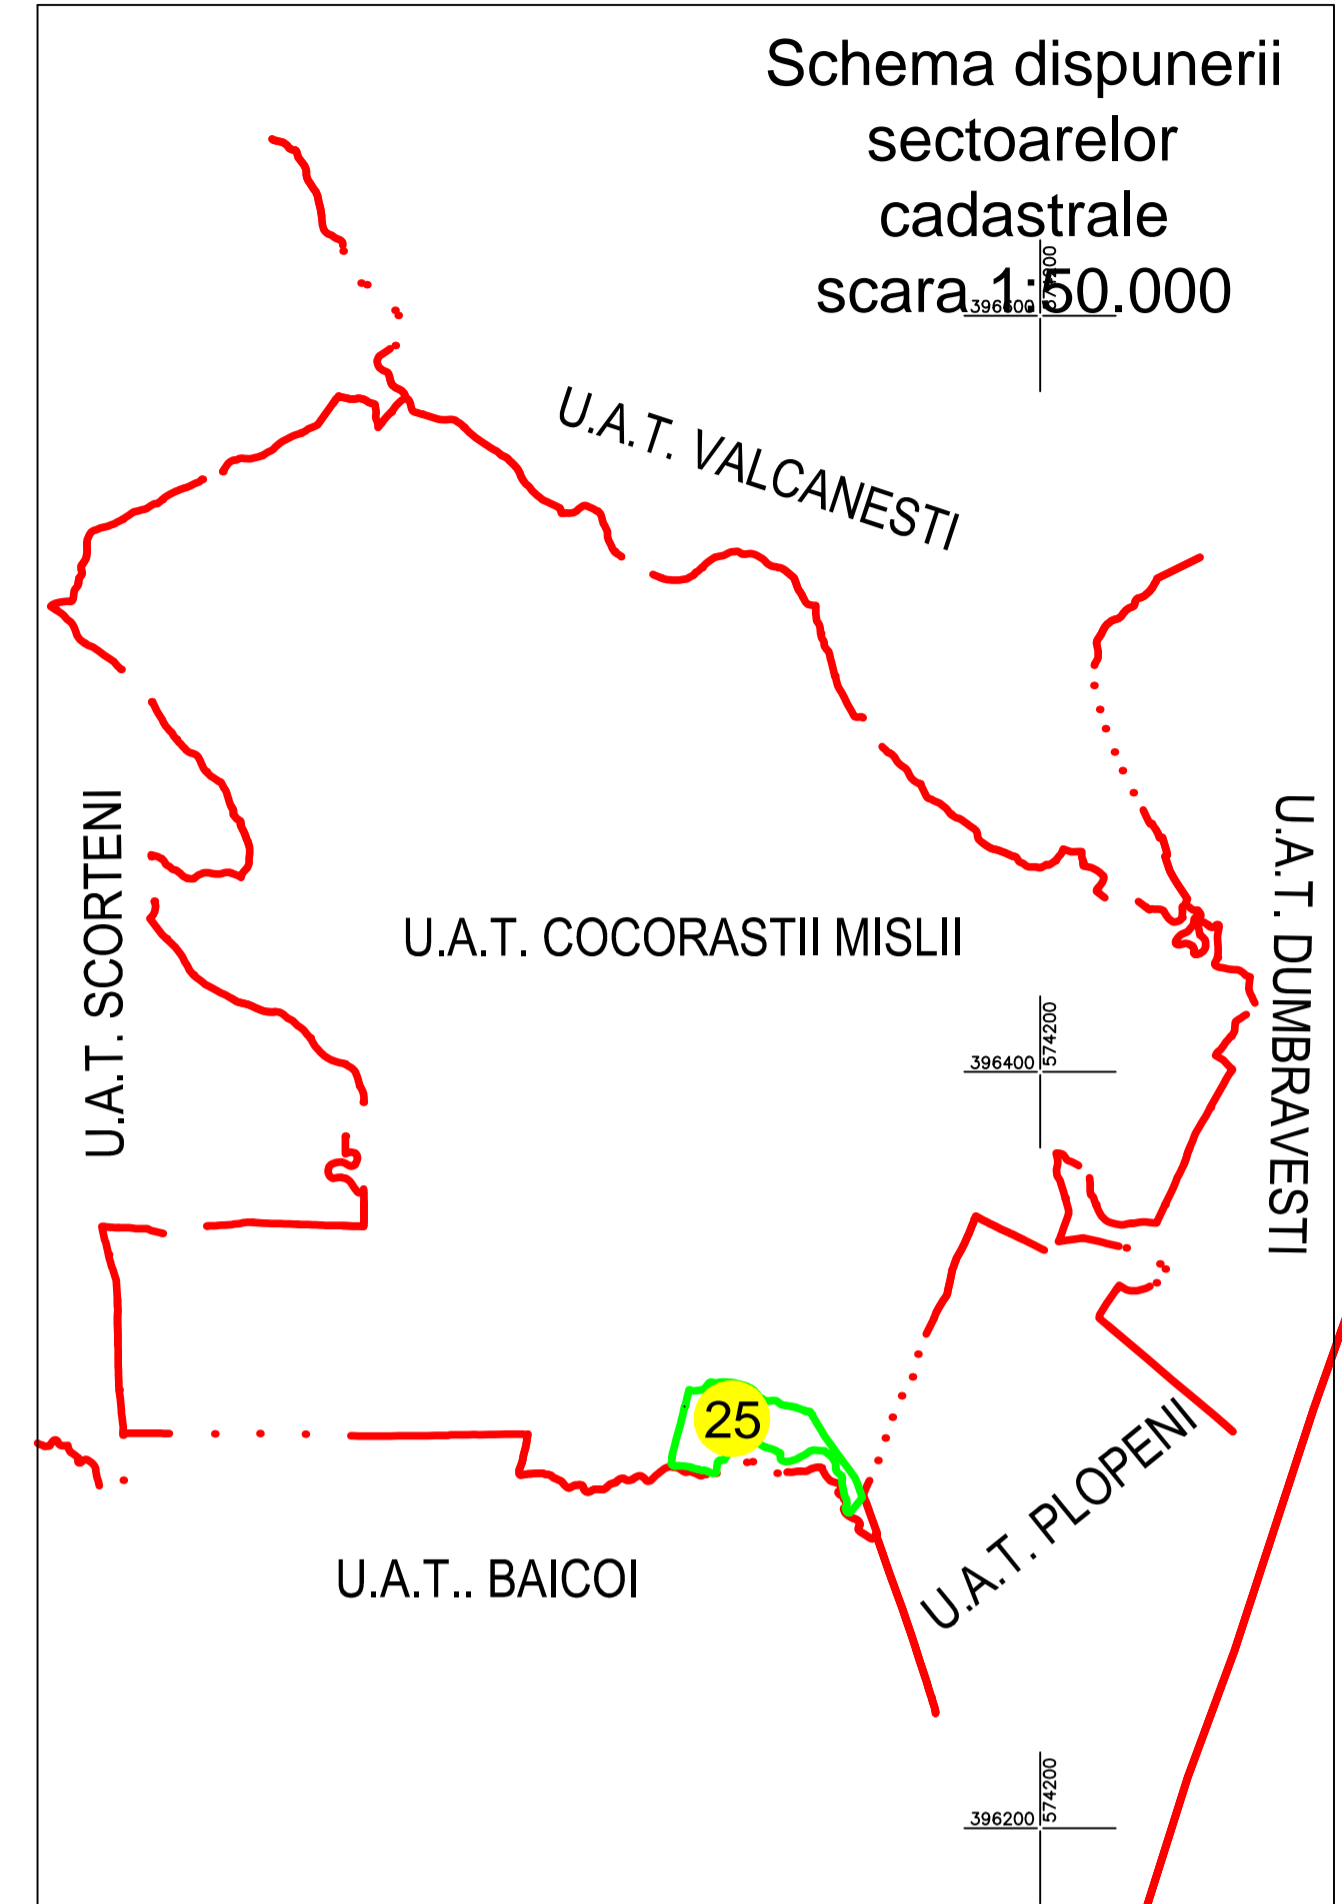 Schema dispunerii
sectoarelor
cadastrale
scara 1:50.000
396600
U.A.T. VALCANESTI
U.A.T. SCORTENI
U.A.T. COCORASTII MISLII
U.A.T. DUMBRAVESTI
396400
574200
25
U.A.T. PLOPENI
U.A.T.. BAICOI
396200
574200